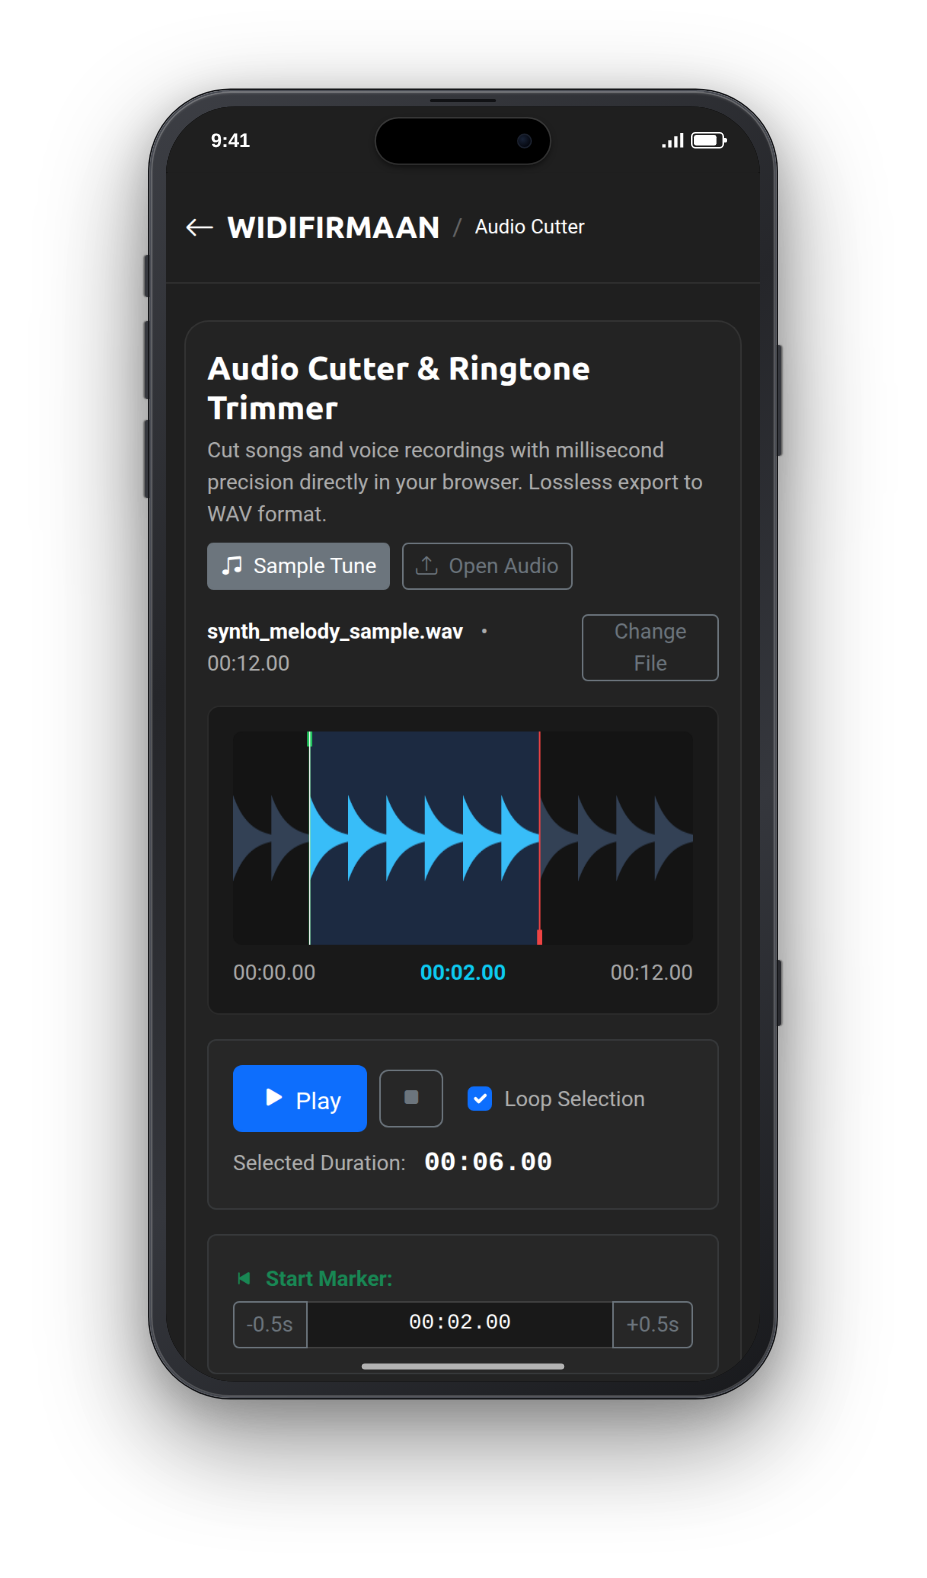 9:41
WIDIFIRMAAN / Audio Cutter
Audio Cutter & Ringtone
Trimmer
Cut songs and voice recordings with millisecond
precision directly in your browser. Lossless export to
WAV format.
Sample Tune Open Audio
synth_melody_sample.wav •
00:12.00
Change
File
00:00.00 00:02.00 00:12.00
Play Loop Selection
Selected Duration: 00:06.00
Start Marker:
-0.5s 00:02.00 +0.5s